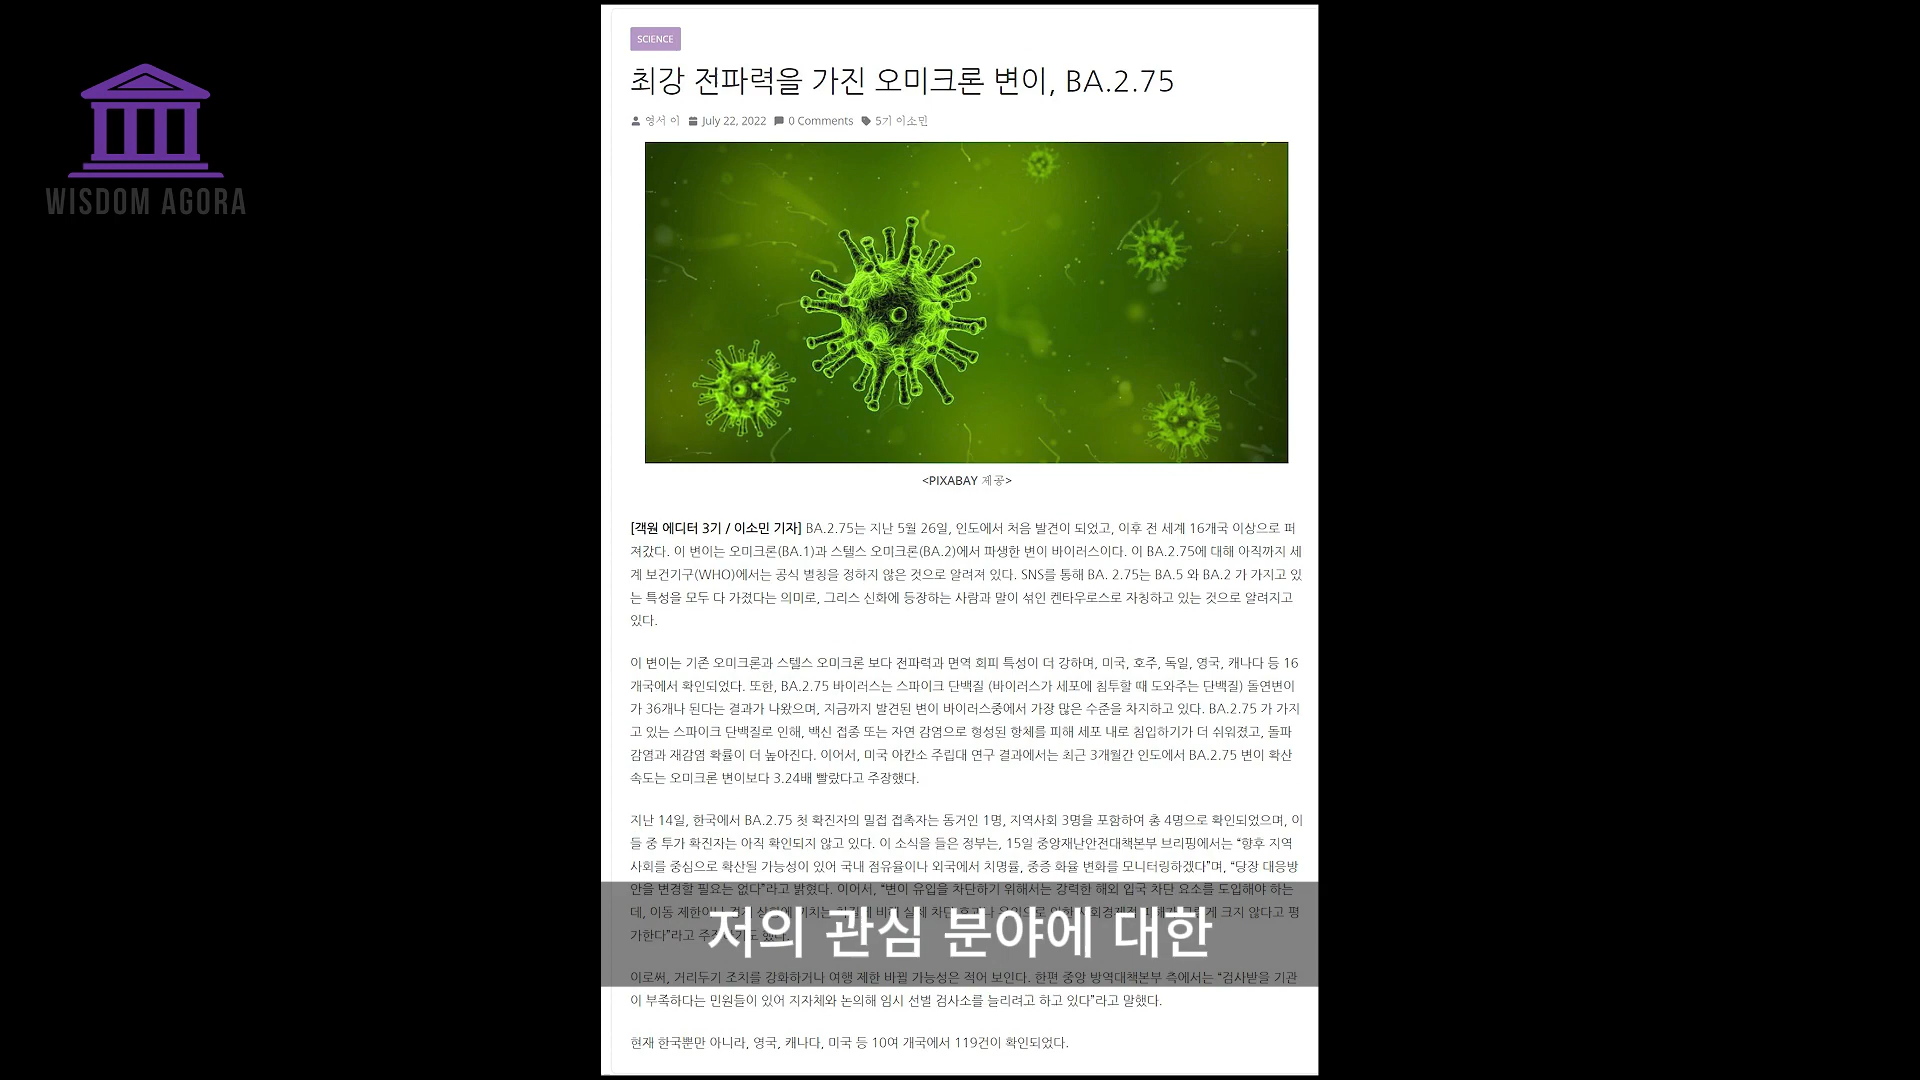 WISDOM AGORA
SCIENCE
최강 전파력을 가진 오미크론 변이, BA.2.75
영서 이 July 22, 2022 0 Comments 5기 이소민
<PIXABAY 제공>
[객원 에디터 3기 / 이소민 기자] BA.2.75는 지난 5월 26일, 인도에서 처음 발견이 되었고, 이후 전 세계 16개국 이상으로 퍼
져갔다. 이 변이는 오미크론(BA.1)과 스텔스 오미크론(BA.2)에서 파생한 변이 바이러스이다. 이 BA.2.75에 대해 아직까지 세
계 보건기구(WHO)에서는 공식 별칭을 정하지 않은 것으로 알려져 있다. SNS를 통해 BA. 2.75는 BA.5 와 BA.2 가 가지고 있
는 특성을 모두 다 가졌다는 의미로, 그리스 신화에 등장하는 사람과 말이 섞인 켄타우로스로 자칭하고 있는 것으로 알려지고
있다.
이 변이는 기존 오미크론과 스텔스 오미크론 보다 전파력과 면역 회피 특성이 더 강하며, 미국, 호주, 독일, 영국, 캐나다 등 16
개국에서 확인되었다. 또한, BA.2.75 바이러스는 스파이크 단백질 (바이러스가 세포에 침투할 때 도와주는 단백질) 돌연변이
가 36개나 된다는 결과가 나왔으며, 지금까지 발견된 변이 바이러스중에서 가장 많은 수준을 차지하고 있다. BA.2.75 가 가지
고 있는 스파이크 단백질로 인해, 백신 접종 또는 자연 감염으로 형성된 항체를 피해 세포 내로 침입하기가 더 쉬워졌고, 돌파
감염과 재감염 확률이 더 높아진다. 이어서, 미국 아칸소 주립대 연구 결과에서는 최근 3개월간 인도에서 BA.2.75 변이 확산
속도는 오미크론 변이보다 3.24배 빨랐다고 주장했다.
지난 14일, 한국에서 BA.2.75 첫 확진자의 밀접 접촉자는 동거인 1명, 지역사회 3명을 포함하여 총 4명으로 확인되었으며, 이
들 중 투가 확진자는 아직 확인되지 않고 있다. 이 소식을 들은 정부는, 15일 중앙재난안전대책본부 브리핑에서는 “향후 지역
사회를 중심으로 확산될 가능성이 있어 국내 점유율이나 외국에서 치명률, 중증 화율 변화를 모니터링하겠다”며, “당장 대응방
안을 변경할 필요는 없다”라고 밝혔다. 이어서, “변이 유입을 차단하기 위해서는 강력한 해외 입국 차단 요소를 도입해야 하는
데, 이동 제한이나 크게 않다고 평
가한다”라고
저의 관심 분야에 대한
이로써, 거리두기 조치를 강화하거나 여행 제한 바뀔 가능성은 적어 보인다. 한편 중앙 방역대책본부 측에서는 “검사받을 기관
이 부족하다는 민원들이 있어 지자체와 논의해 임시 선별 검사소를 늘리려고 하고 있다”라고 말했다.
현재 한국뿐만 아니라, 영국, 캐나다, 미국 등 10여 개국에서 119건이 확인되었다.